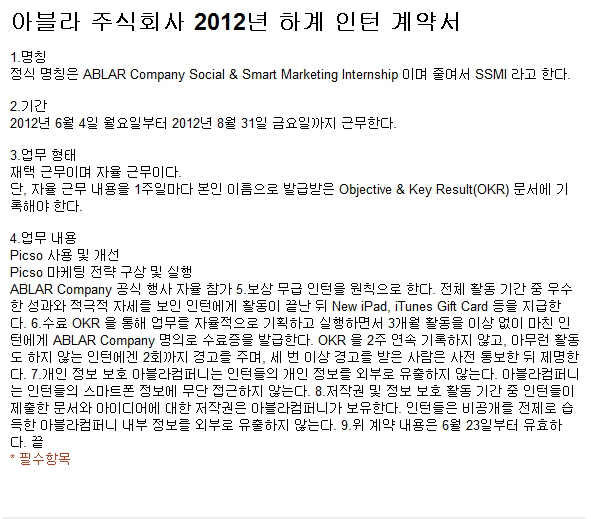 아블라 주식회사 2012년 하계 인턴 계약서
1.명칭
정식 명칭은 ABLAR Company Social & Smart Marketing Internship 이며 줄여서 SSMI 라고 한다.
2.기간
2012년 6월 4일 월요일부터 2012년 8월 31일 금요일까지 근무한다.
3.업무 형태
재택 근무이며 자율 근무이다.
단, 자율 근무 내용을 1주일마다 본인 이름으로 발급받은 Objective & Key Result(OKR) 문서에 기
록해야 한다.
4.업무 내용
Picso 사용 및 개선
Picso 마케팅 전략 구상 및 실행
ABLAR Company 공식 행사 자율 참가 5.보상 무급 인턴을 원칙으로 한다. 전체 활동 기간 중 우수
한 성과와 적극적 자세를 보인 인턴에게 활동이 끝난 뒤 New iPad, iTunes Gift Card 등을 지급한
다. 6.수료 OKR 을 통해 업무를 자율적으로 기획하고 실행하면서 3개월 활동을 이상 없이 마친 인
턴에게 ABLAR Company 명의로 수료증을 발급한다. OKR 을 2주 연속 기록하지 않고, 아무런 활동
도 하지 않는 인턴에겐 2회까지 경고를 주며, 세 번 이상 경고를 받은 사람은 사전 통보한 뒤 제명한
다. 7.개인 정보 보호 아블라컴퍼니는 인턴들의 개인 정보를 외부로 유출하지 않는다. 아블라컴퍼니
는 인턴들의 스마트폰 정보에 무단 접근하지 않는다. 8.저작권 및 정보 보호 활동 기간 중 인턴들이
제출한 문서와 아이디어에 대한 저작권은 아블라컴퍼니가 보유한다. 인턴들은 비공개를 전제로 습
득한 아블라컴퍼니 내부 정보를 외부로 유출하지 않는다. 9.위 계약 내용은 6월 23일부터 유효하
다. 끝
* 필수항목